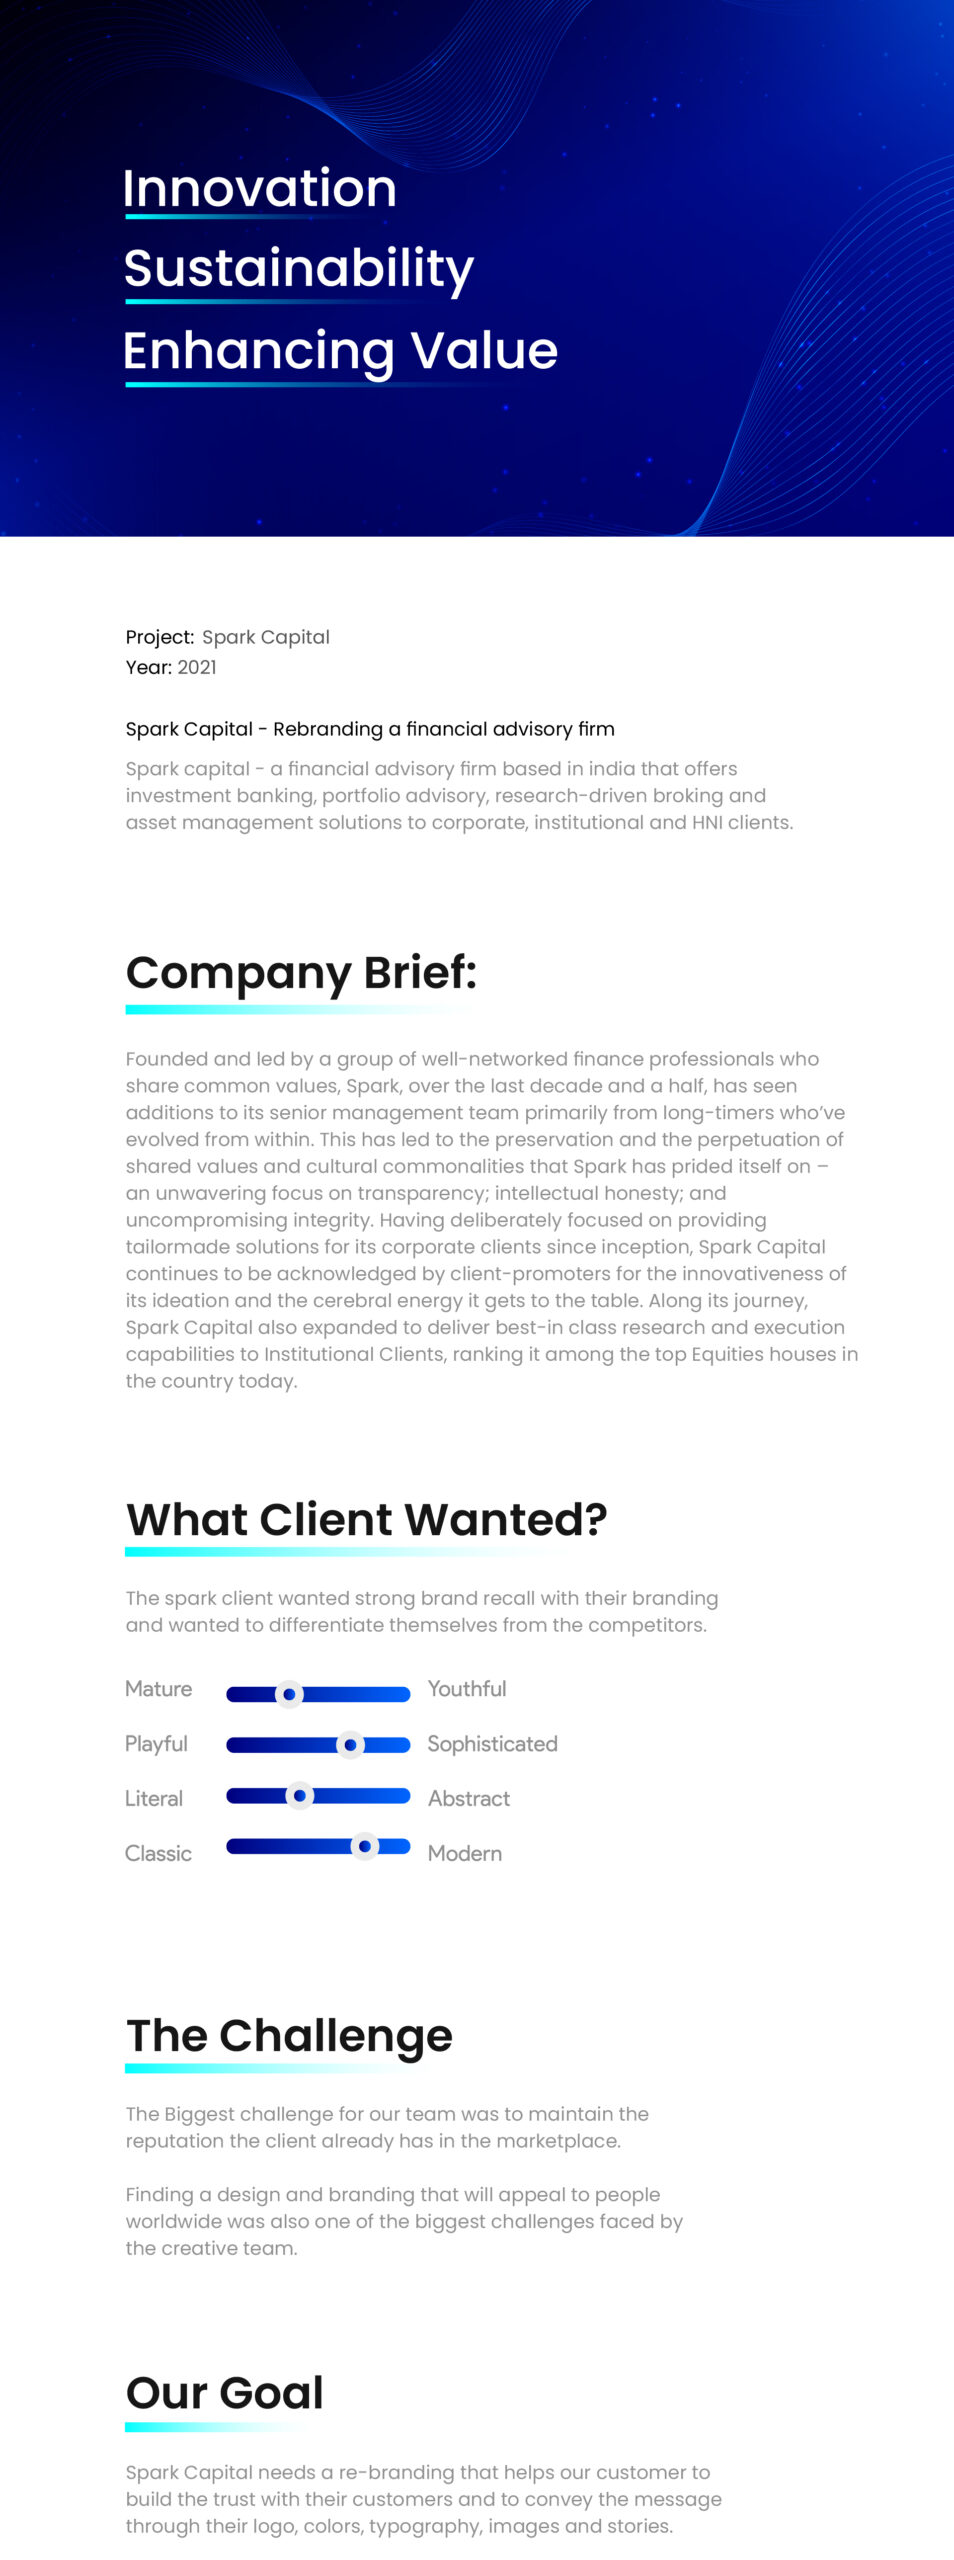 Innovation
Sustainability
Enhancing Value
Project: Spark Capital
Year: 2021
Spark Capital - Rebranding a financial advisory firm
Spark capital - a financial advisory firm based in india that offers
investment banking, portfolio advisory, research-driven broking and
asset management solutions to corporate, institutional and HNI clients.
Company Brief:
Founded and led by a group of well-networked finance professionals who
share common values, Spark, over the last decade and a half, has seen
additions to its senior management team primarily from long-timers who’ve
evolved from within. This has led to the preservation and the perpetuation of
shared values and cultural commonalities that Spark has prided itself on –
an unwavering focus on transparency; intellectual honesty; and
uncompromising integrity. Having deliberately focused on providing
tailormade solutions for its corporate clients since inception, Spark Capital
continues to be acknowledged by client-promoters for the innovativeness of
its ideation and the cerebral energy it gets to the table. Along its journey,
Spark Capital also expanded to deliver best-in class research and execution
capabilities to Institutional Clients, ranking it among the top Equities houses in
the country today.
What Client Wanted?
The spark client wanted strong brand recall with their branding
and wanted to differentiate themselves from the competitors.
Mature Youthful
Playful Sophisticated
Literal Abstract
Classic Modern
The Challenge
The Biggest challenge for our team was to maintain the
reputation the client already has in the marketplace.
Finding a design and branding that will appeal to people
worldwide was also one of the biggest challenges faced by
the creative team.
Our Goal
Spark Capital needs a re-branding that helps our customer to
build the trust with their customers and to convey the message
through their logo, colors, typography, images and stories.